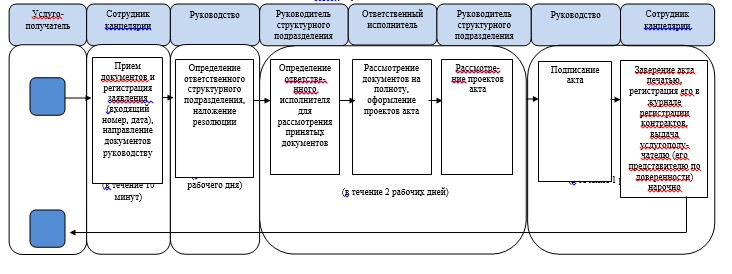 Услуго-
получатель
Сотрудник
канцелярии
Руководство
Руководитель
структурного
подразделения
Ответственный
исполнитель
Руководитель
структурного
подразделения
Руководство
Сотрудник
канцелярии
Прием
документов и
регистрация
заявления
(входящий
номер, дата),
направление
документов
руководству
(в течение 10
минут)
Определение
ответственного
структурного
подразделения,
наложение
резолюции
рабочего дня)
Определение
ответстве-
нного
исполнителя
для
рассмотрения
принятых
документов
Рассмотрение
документов на
полноту,
оформление
проектов акта
Рассмотре-
ние проектов
акта
(в течение 2 рабочих дней)
Подписание
акта
Заверение акта
печатью,
регистрация его в
журнале
регистрации
контрактов,
выдача
услугополу-
чателю (его
представителю по
доверенности)
нарочно